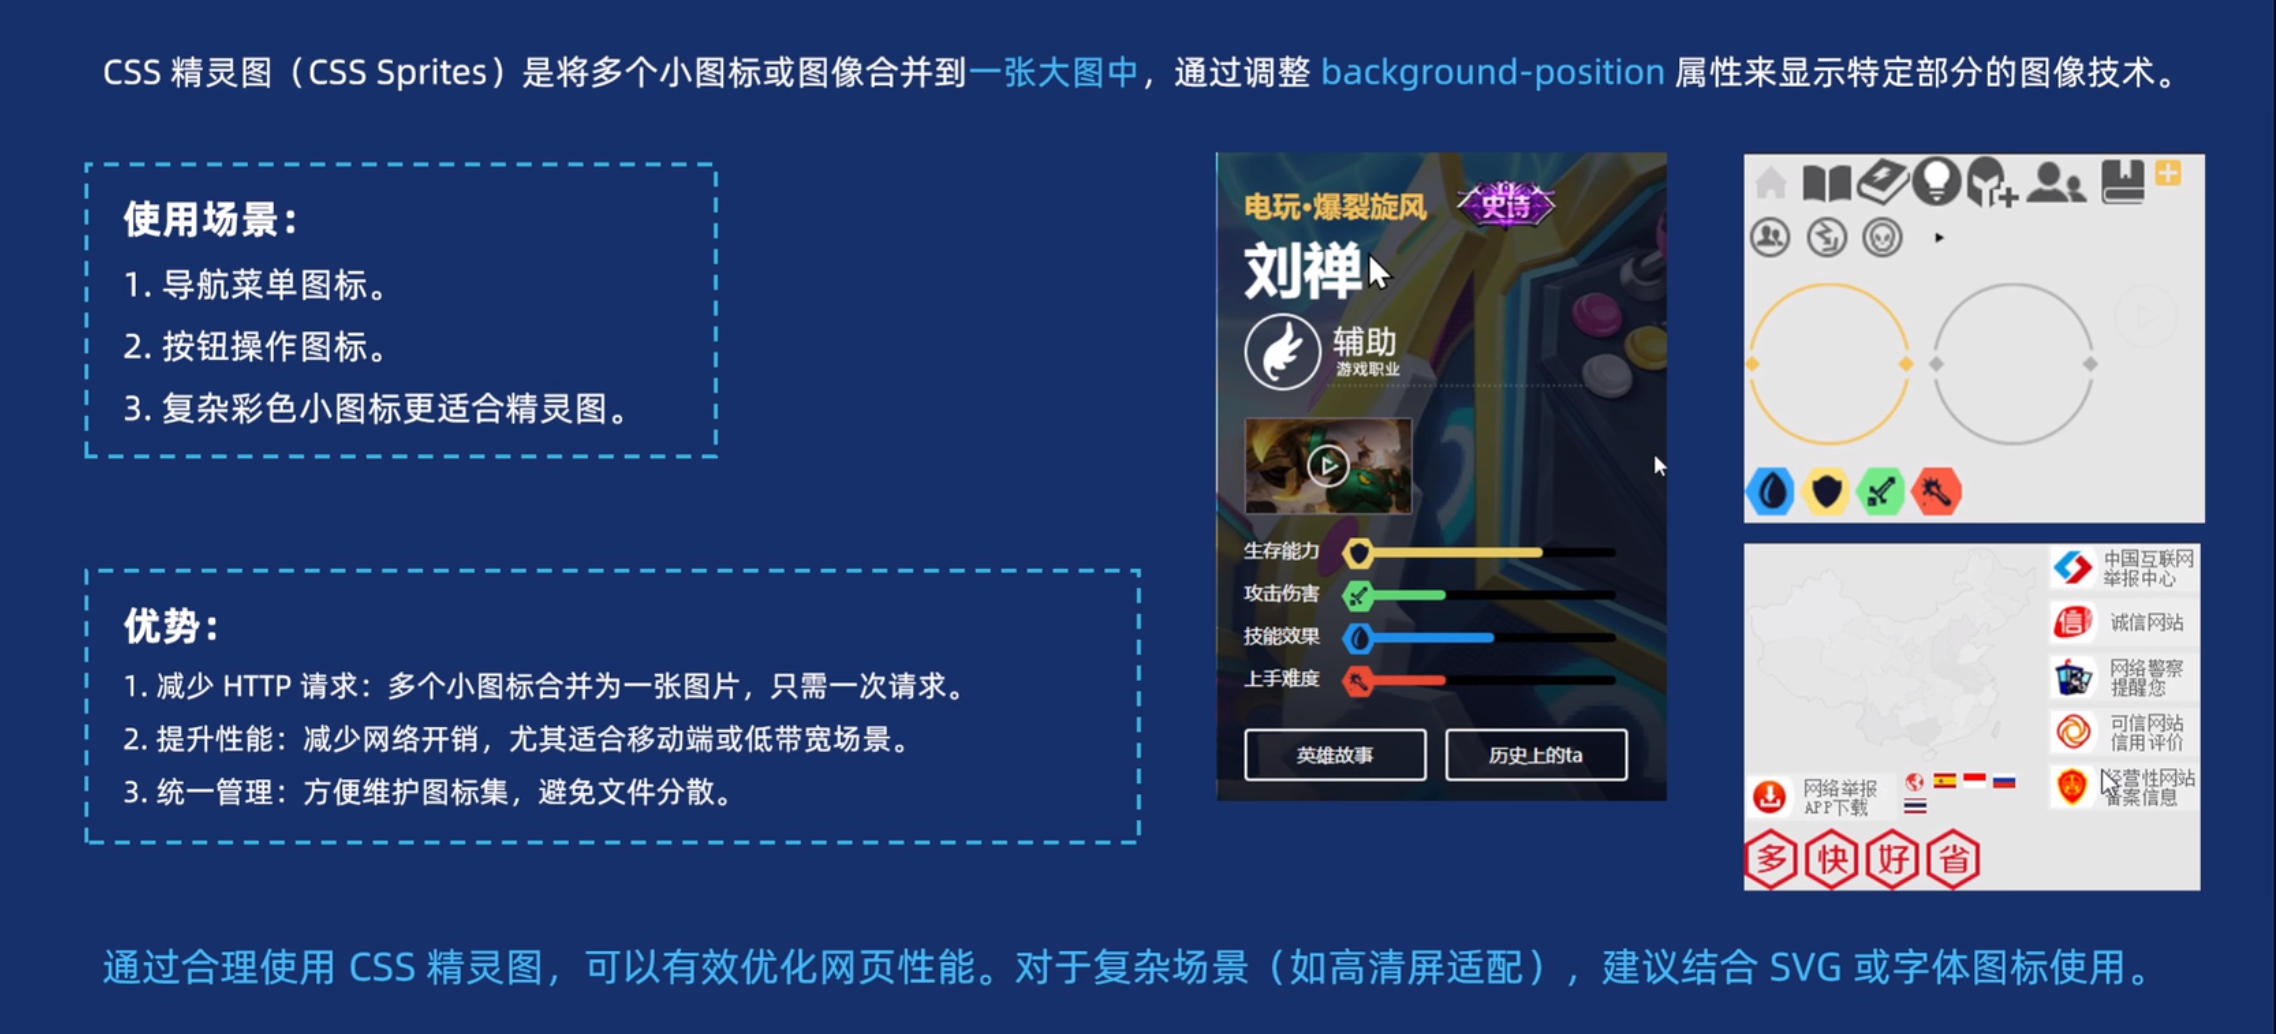 CSS 精灵图（CSS Sprites）是将多个小图标或图像合并到一张大图中，通过调整 background-position 属性来显示特定部分的图像技术。
使用场景：
1. 导航菜单图标。
2. 按钮操作图标。
3. 复杂彩色小图标更适合精灵图。
优势：
1. 减少 HTTP 请求：多个小图标合并为一张图片，只需一次请求。
2. 提升性能：减少网络开销，尤其适合移动端或低带宽场景。
3. 统一管理：方便维护图标集，避免文件分散。
电玩•爆裂旋风
史诗
刘禅
辅助
游戏职业
生存能力
攻击伤害
技能效果
上手难度
英雄故事
历史上的ta
中国互联网
举报中心
信
诚信网站
网络警察
提醒您
可信网站
信用评价
经营性网站
备案信息
网络举报
APP下载
多
快
好
省
通过合理使用 CSS 精灵图，可以有效优化网页性能。对于复杂场景（如高清屏适配），建议结合 SVG 或字体图标使用。